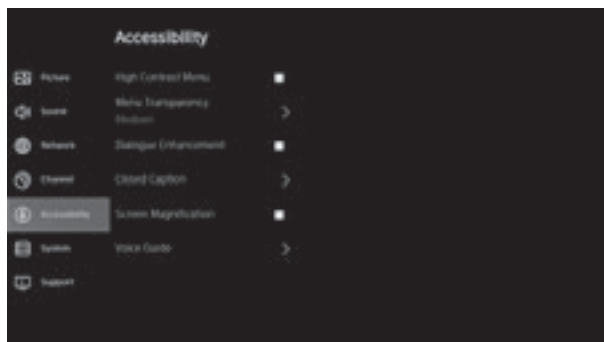 Accessibility
Picture
Sound
Network
Channel
Accessibility
System
Support
High Contrast Menu
Menu Transparency
Medium
Dialogue Enhancement
Closed Caption
Screen Magnification
Voice Guide